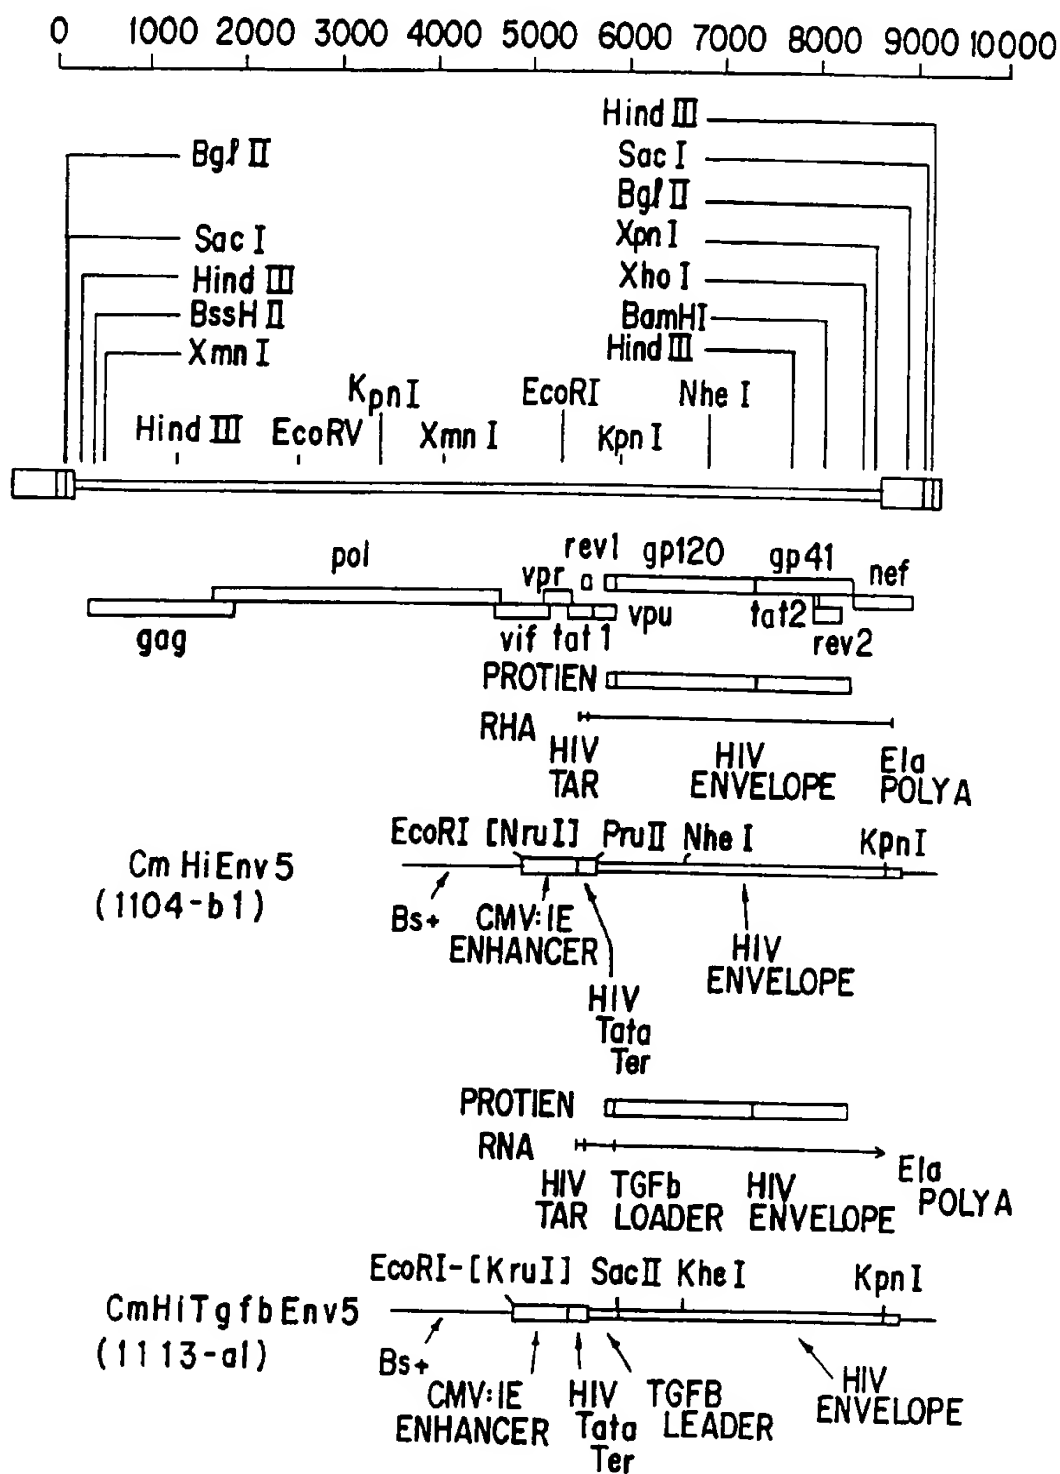 0 1000 2000 3000 4000 5000 6000 7000 8000 9000 10000
Hind III
Bgl II
Sac I
Bgl II
Sac I
Xpn I
Hind III
Xho I
BssH II
BamHI
Xmn I
Hind III
KpnI
EcoRI
Nhe I
Hind III
EcoRV
Xmn I
Kpn I
pol
rev1
gp120
gp41
vpr
nef
gag
vif
tat 1
vpu
tat2
rev2
PROTIEN
RHA
HIV
TAR
HIV
ENVELOPE
Ela
POLY A
EcoRI [NruI] PruII Nhe I
KpnI
Cm HiEnv5
(1104-b1)
Bs+
CMV:IE
ENHANCER
HIV
ENVELOPE
HIV
Tata
Ter
PROTIEN
RNA
HIV
TAR
TGFb
LOADER
HIV
ENVELOPE
Ela
POLY A
EcoRI-[KruI] SacII KheI
KpnI
CmHiTgfbEnv5
(1113-al)
Bs+
CMV:IE
ENHANCER
HIV
Tata
Ter
TGFB
LEADER
HIV
ENVELOPE